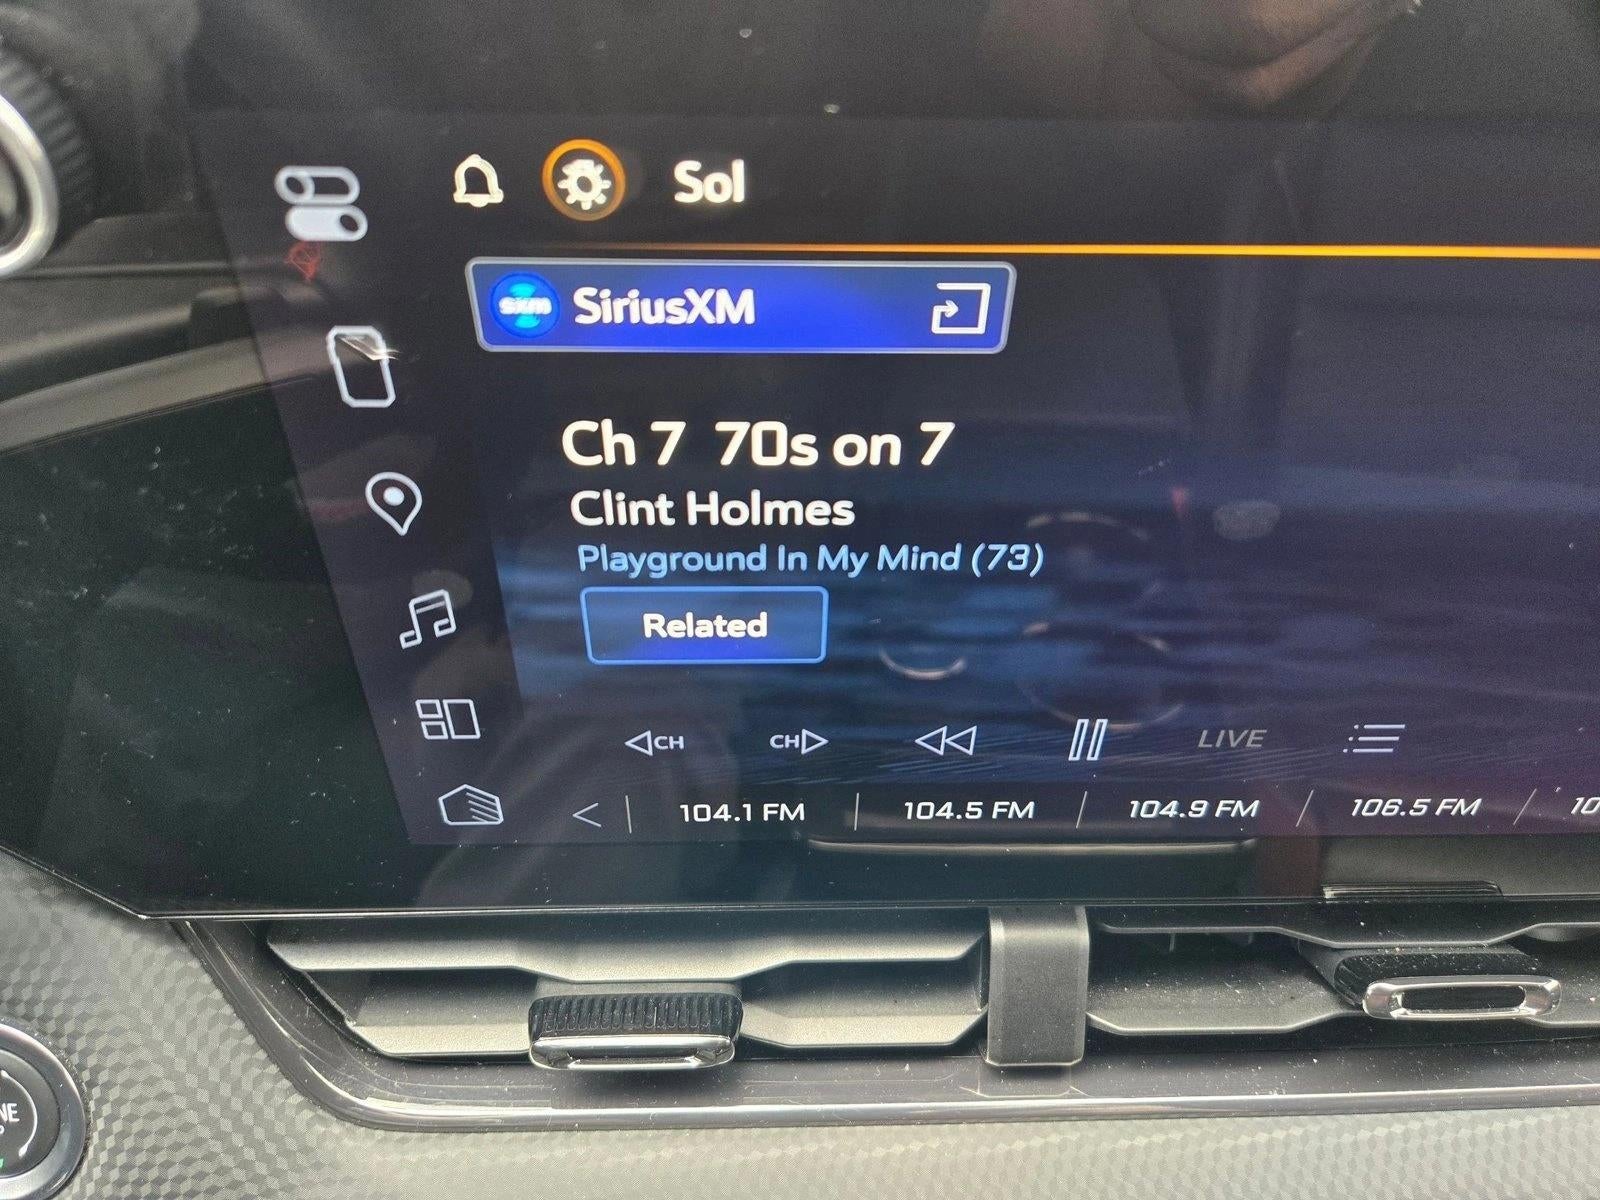 Sol
sxm SiriusXM
Ch 7 70s on 7
Clint Holmes
Playground In My Mind (73)
Related
CH CH LIVE
< 104.1 FM 104.5 FM 104.9 FM 106.5 FM